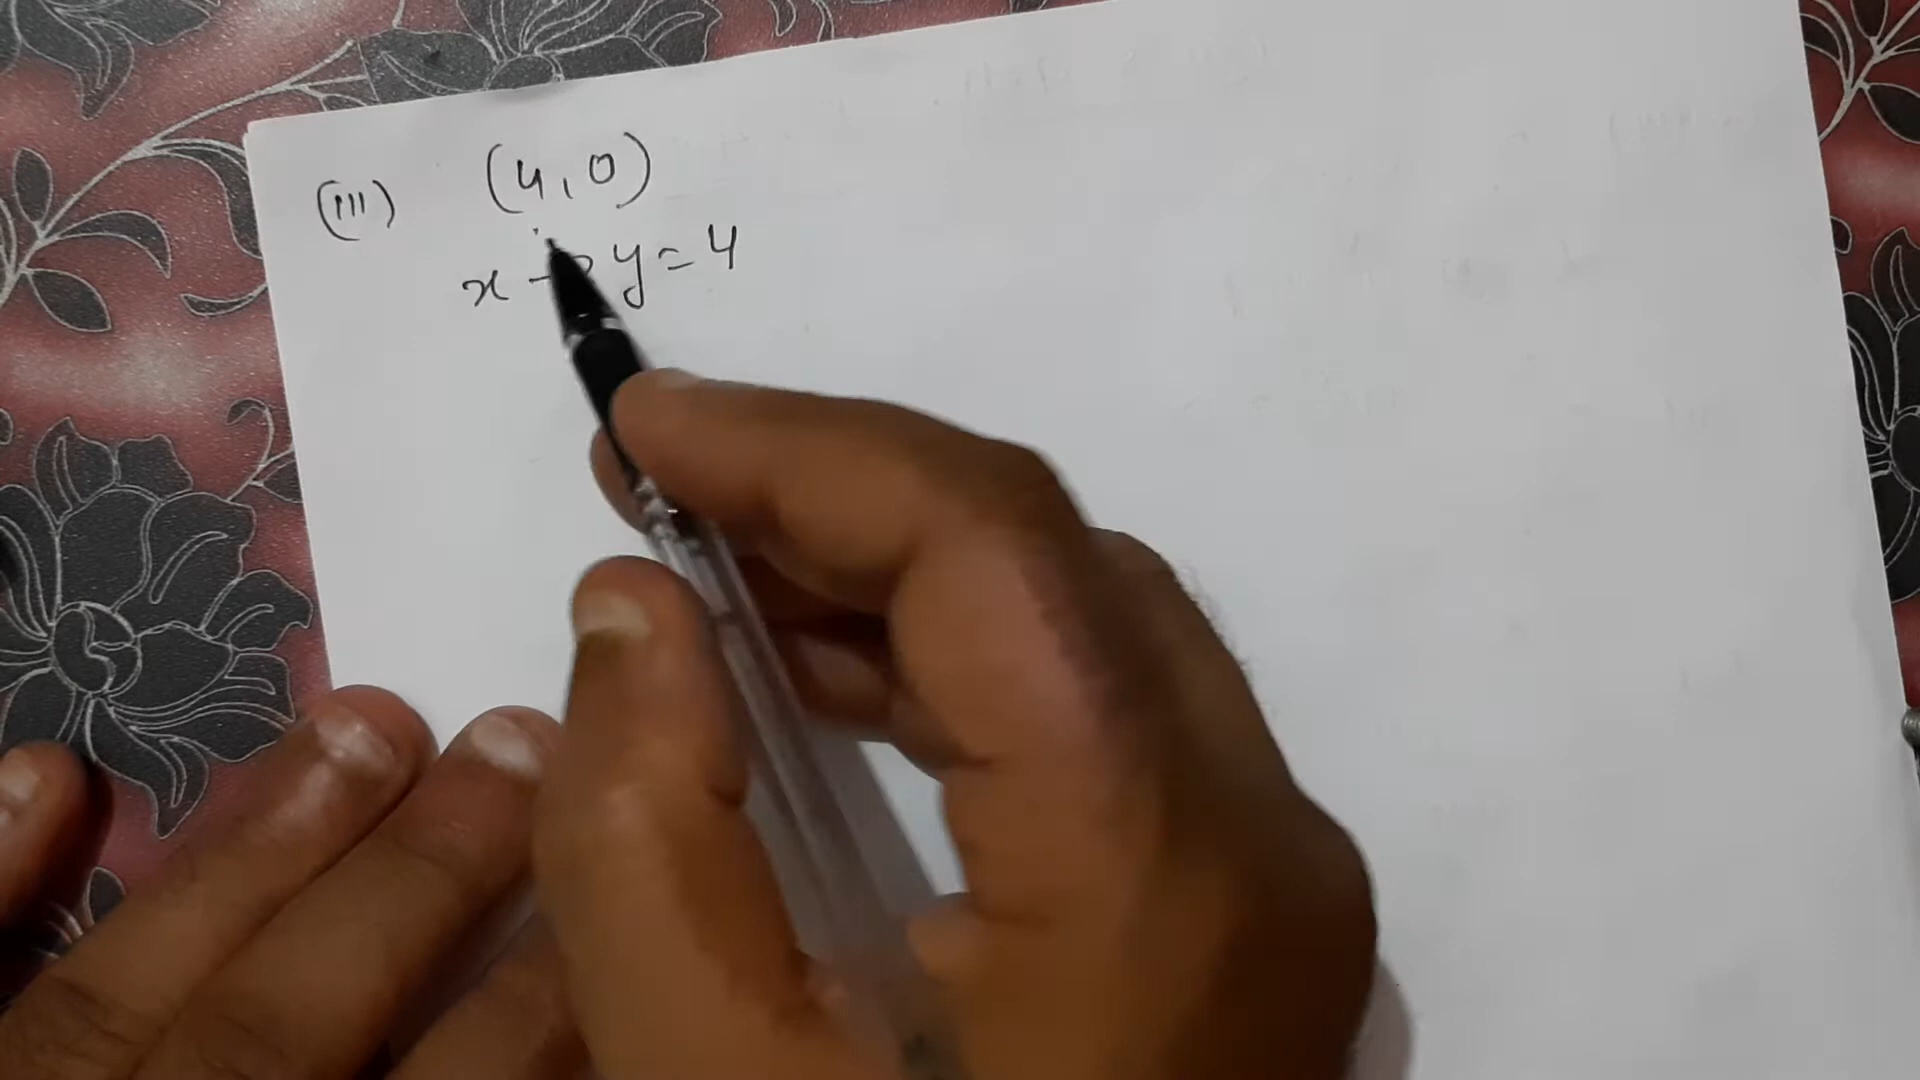 (iii) (4, 0)
x - y = 4